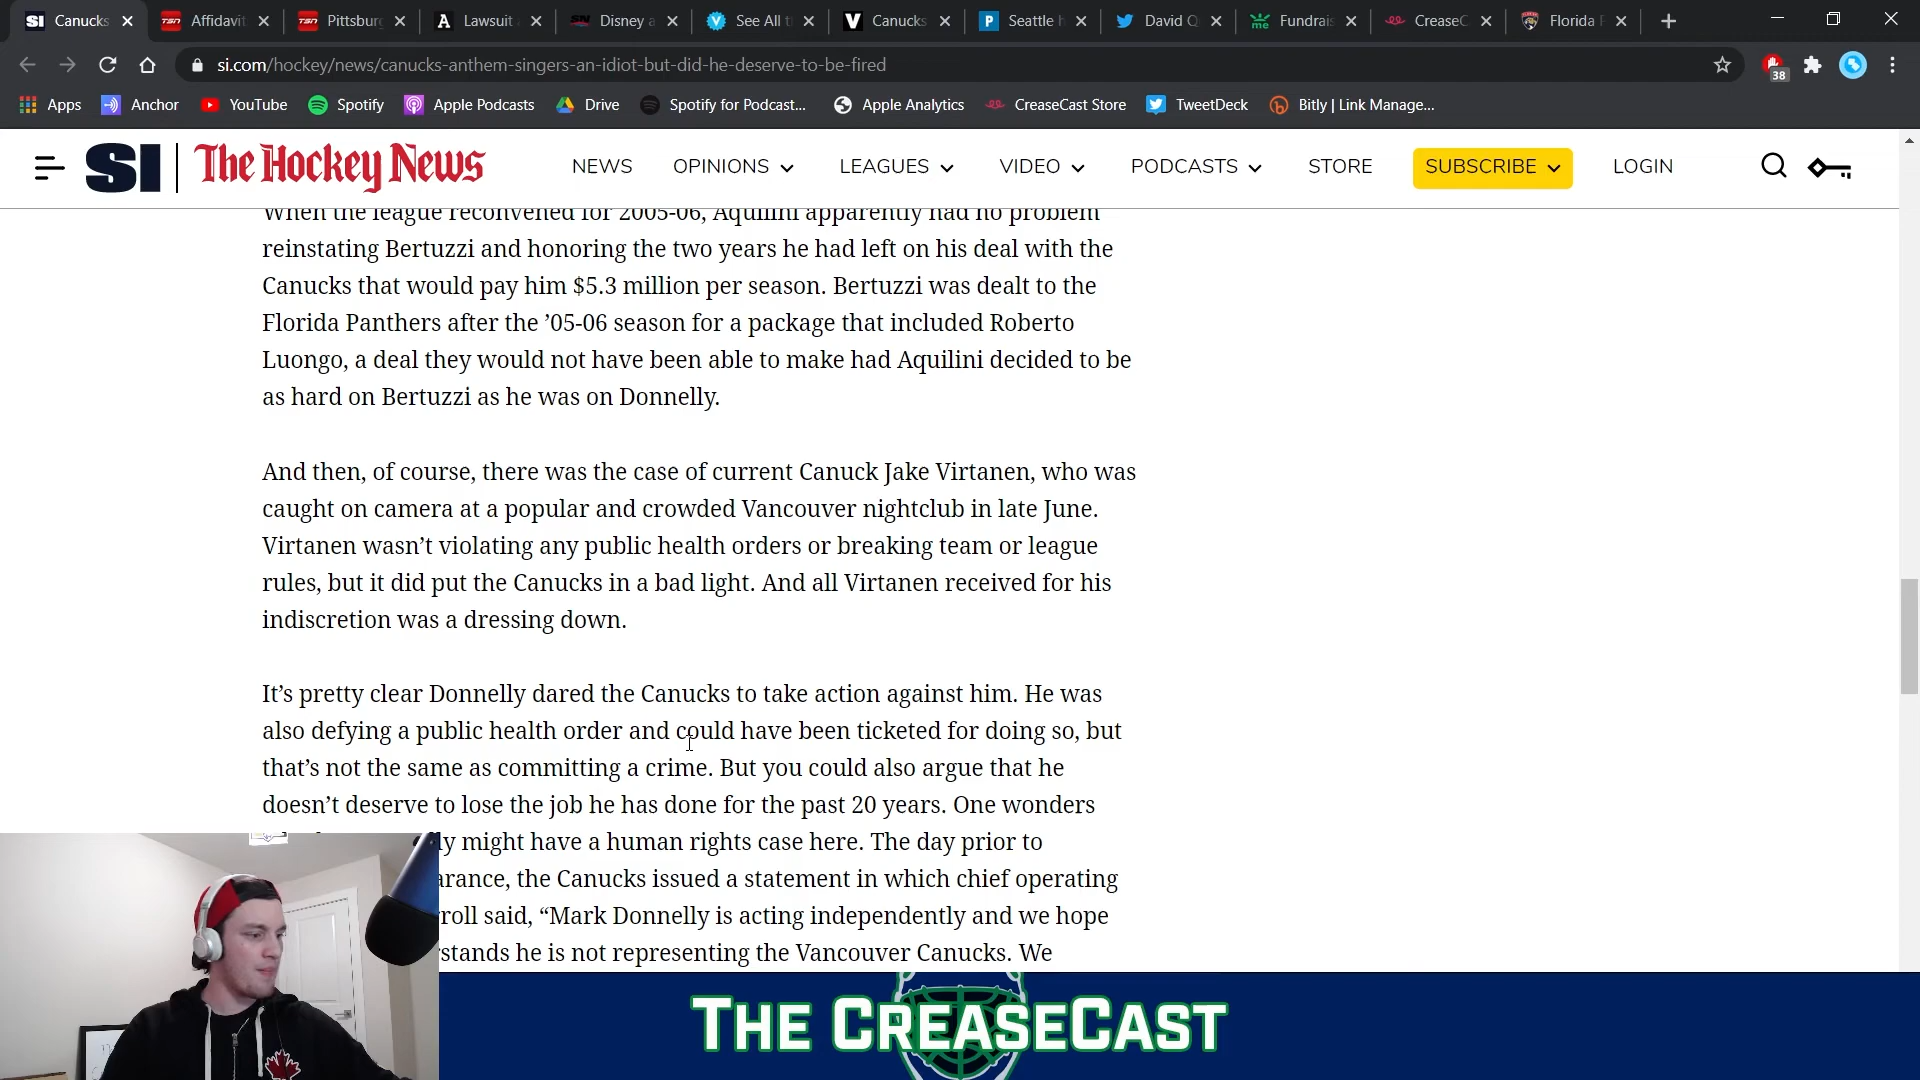 Canucks
Affidavit
Pittsburg
Lawsuit
Disney a
See All t
Canucks
Seattle h
David Q
Fundrais
CreaseC
Florida
si.com/hockey/news/canucks-anthem-singers-an-idiot-but-did-he-deserve-to-be-fired
38
Apps
Anchor
YouTube
Spotify
Apple Podcasts
Drive
Spotify for Podcast...
Apple Analytics
CreaseCast Store
TweetDeck
Bitly | Link Manage...
SI | The Hockey News
NEWS
OPINIONS
LEAGUES
VIDEO
PODCASTS
STORE
SUBSCRIBE
LOGIN
When the league reconvened for 2005-06, Aquilini apparently had no problem
reinstating Bertuzzi and honoring the two years he had left on his deal with the
Canucks that would pay him $5.3 million per season. Bertuzzi was dealt to the
Florida Panthers after the ’05-06 season for a package that included Roberto
Luongo, a deal they would not have been able to make had Aquilini decided to be
as hard on Bertuzzi as he was on Donnelly.
And then, of course, there was the case of current Canuck Jake Virtanen, who was
caught on camera at a popular and crowded Vancouver nightclub in late June.
Virtanen wasn’t violating any public health orders or breaking team or league
rules, but it did put the Canucks in a bad light. And all Virtanen received for his
indiscretion was a dressing down.
It’s pretty clear Donnelly dared the Canucks to take action against him. He was
also defying a public health order and could have been ticketed for doing so, but
that’s not the same as committing a crime. But you could also argue that he
doesn’t deserve to lose the job he has done for the past 20 years. One wonders
ly might have a human rights case here. The day prior to
arance, the Canucks issued a statement in which chief operating
roll said, “Mark Donnelly is acting independently and we hope
rstands he is not representing the Vancouver Canucks. We
THE CREASECAST